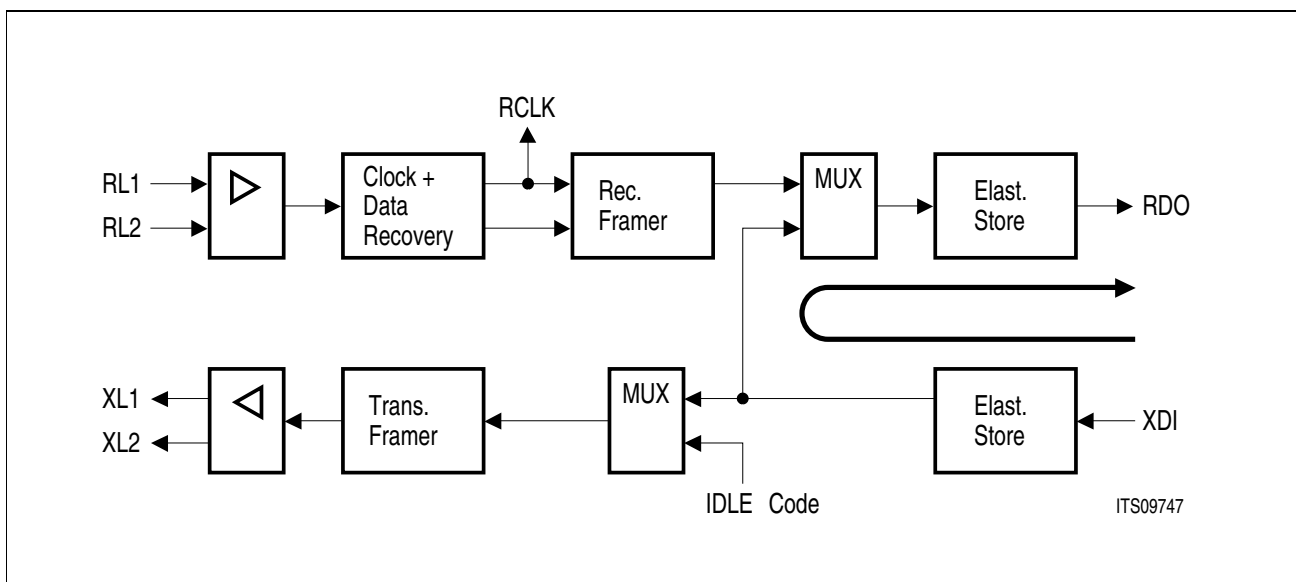 RCLK
RL1
RL2
Clock +
Data
Recovery
Rec.
Framer
MUX
Elast.
Store
RDO
XL1
XL2
Trans.
Framer
MUX
Elast.
Store
XDI
IDLE Code
ITS09747